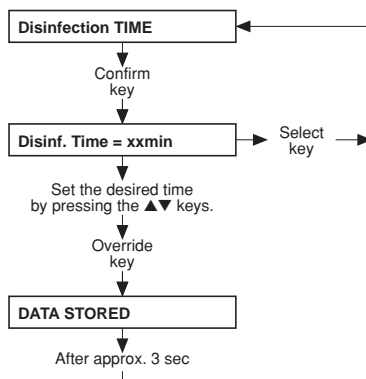 Disinfection TIME
Confirm
key
Disinf. Time = xxmin
Select
key
Set the desired time
by pressing the ▲▼ keys.
Override
key
DATA STORED
After approx. 3 sec